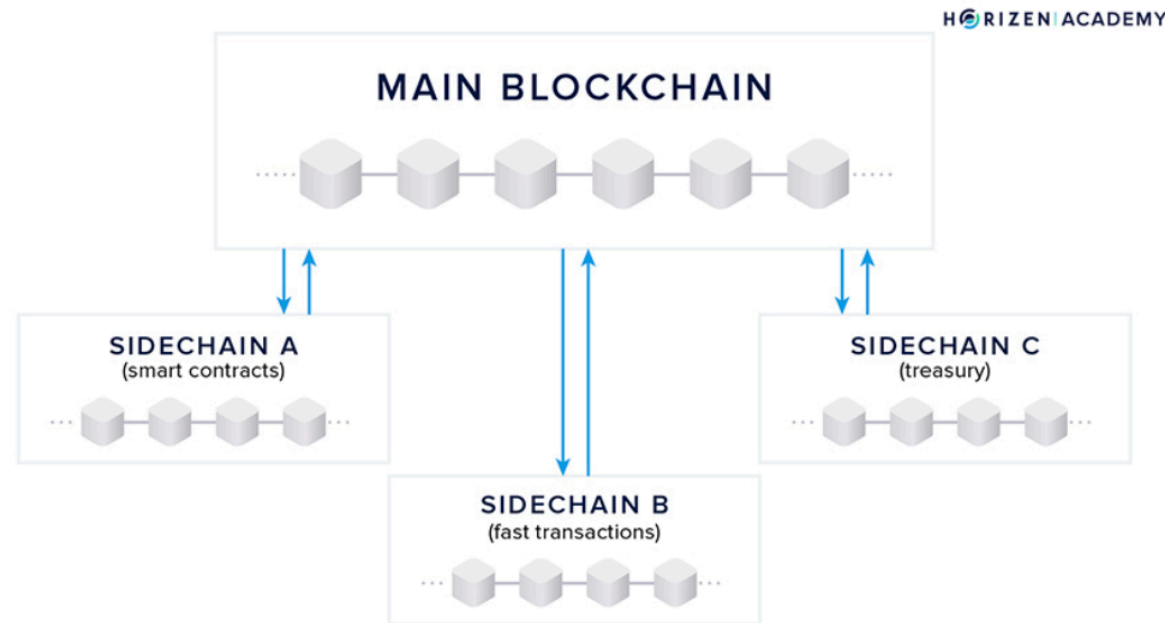 HORIZEN|ACADEMY
MAIN BLOCKCHAIN
SIDECHAIN A
(smart contracts)
SIDECHAIN C
(treasury)
SIDECHAIN B
(fast transactions)